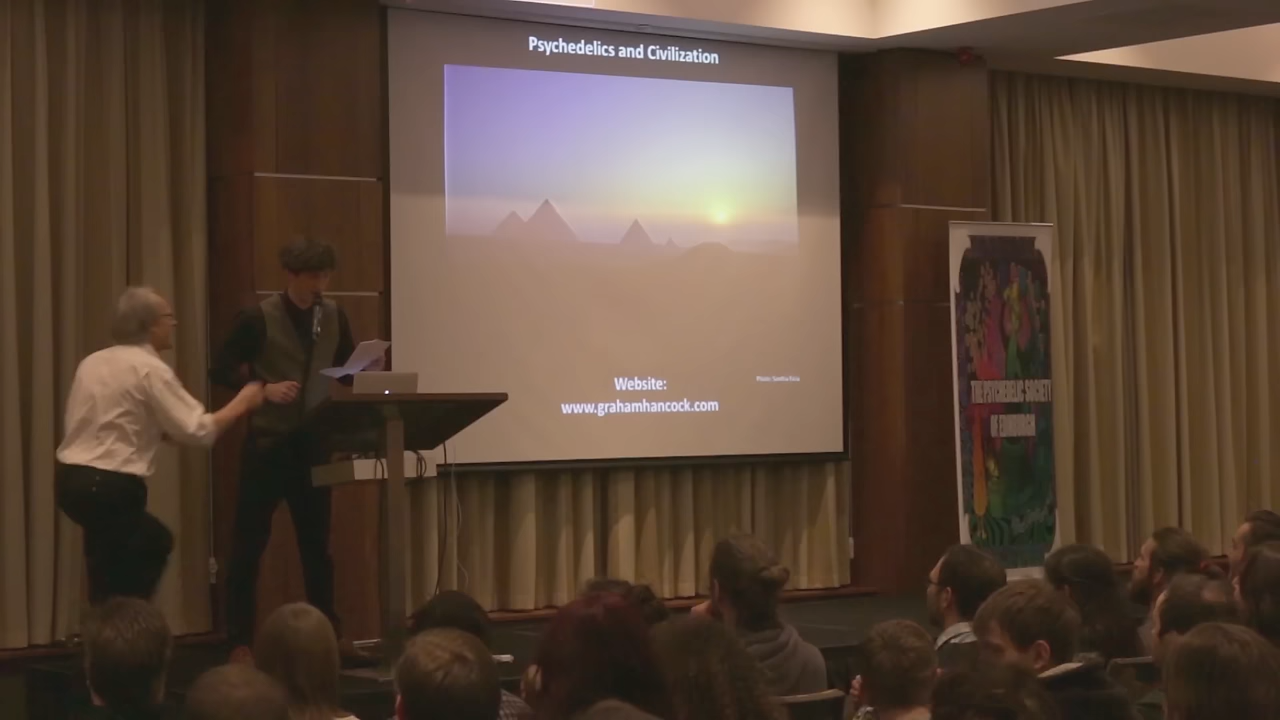 Psychedelics and Civilization
Website:
www.grahamhancock.com
THE PSYCHEDELIC SOCIETY
OF EDINBURGH